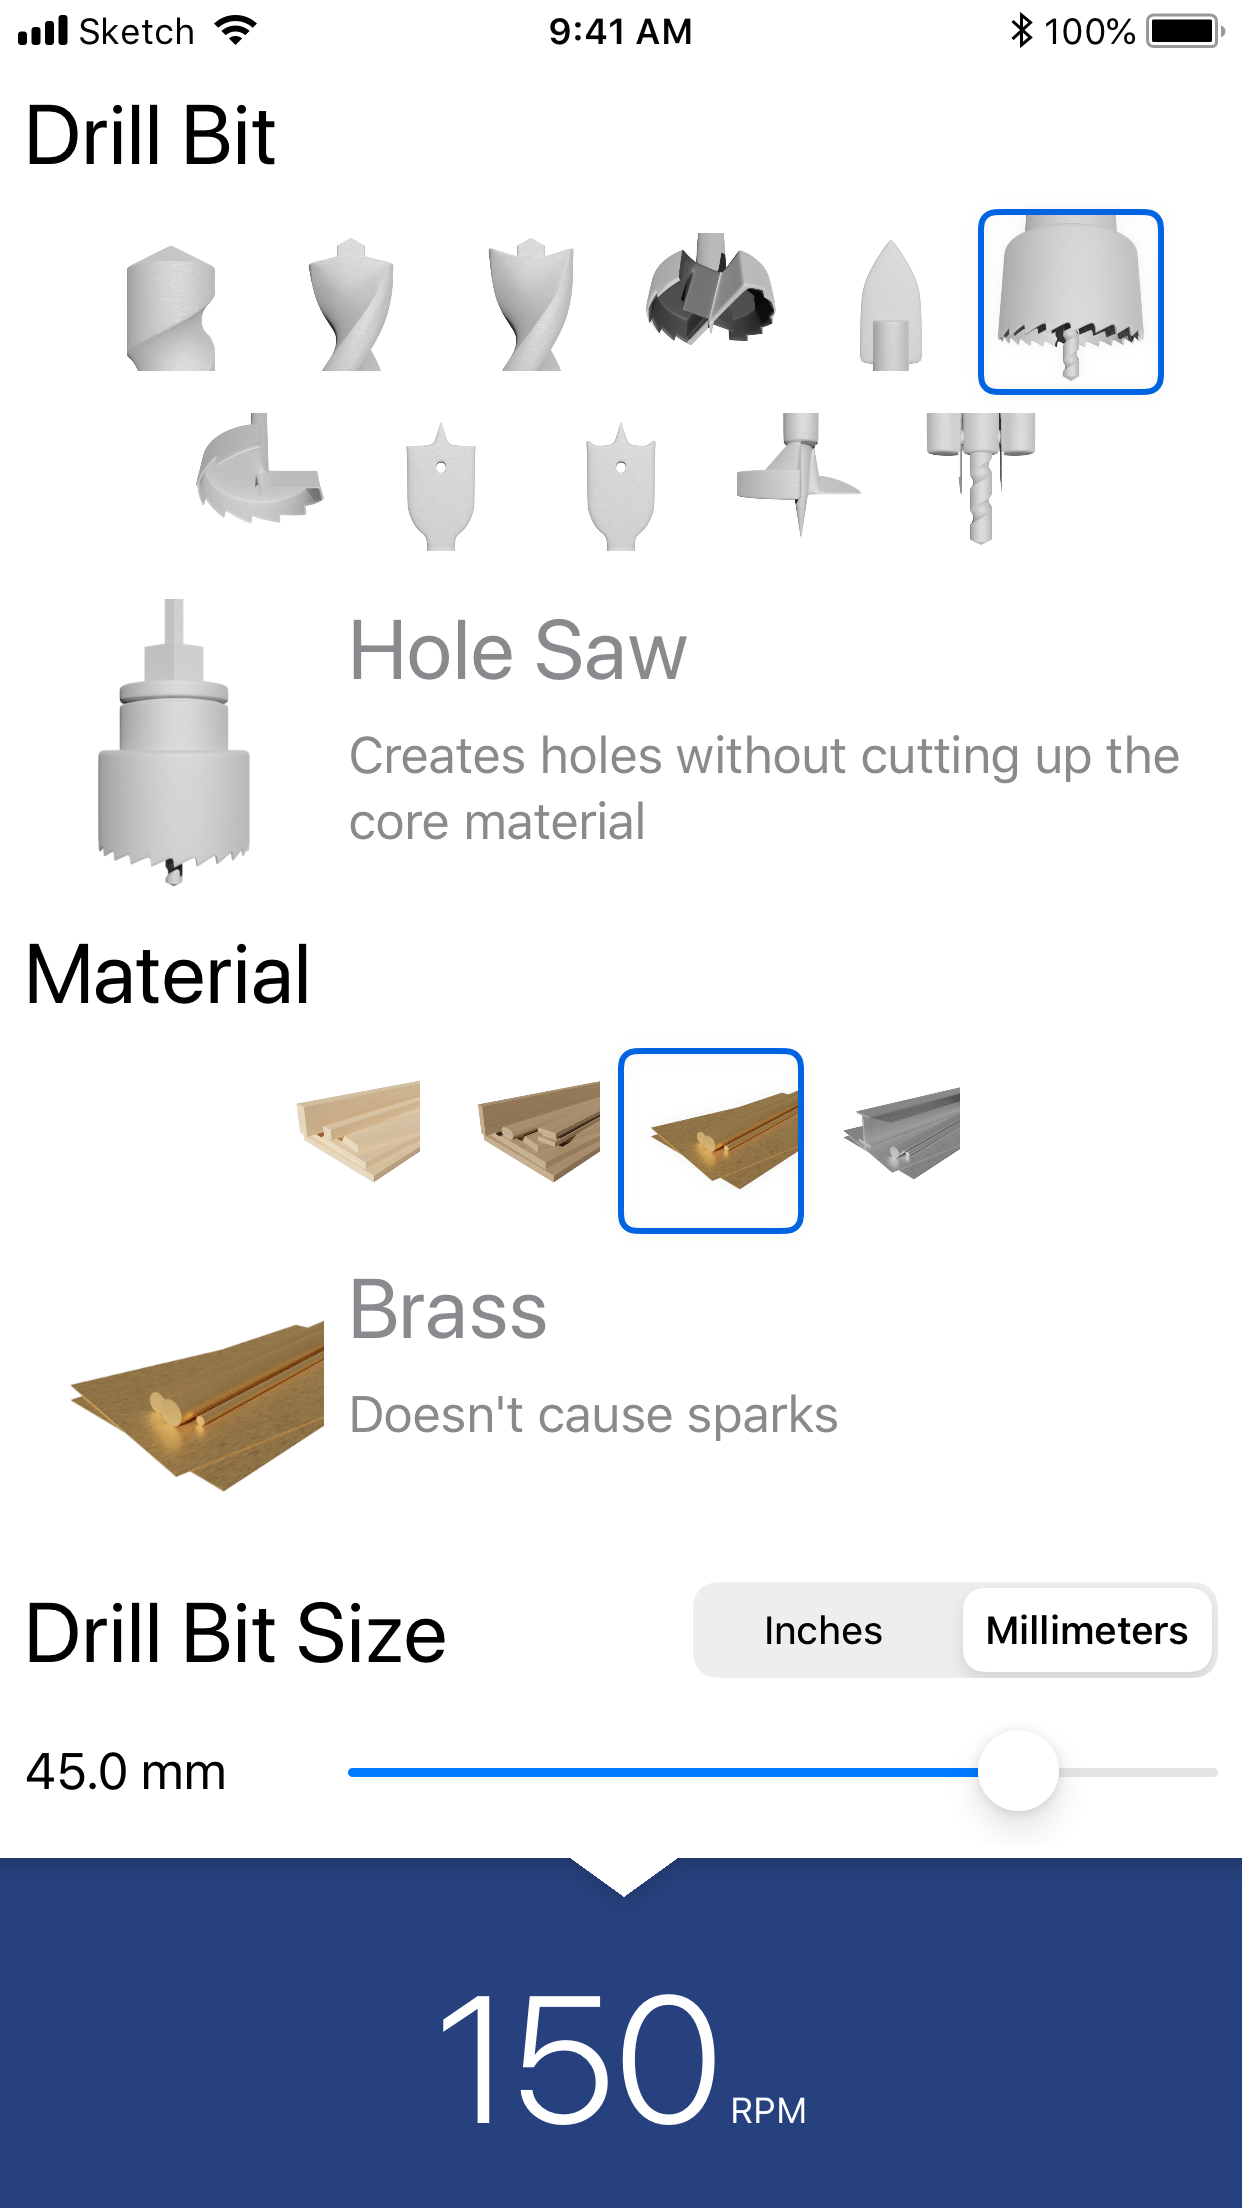 Sketch
9:41 AM
100%
Drill Bit
Hole Saw
Creates holes without cutting up the
core material
Material
Brass
Doesn't cause sparks
Drill Bit Size
Inches
Millimeters
45.0 mm
150 RPM